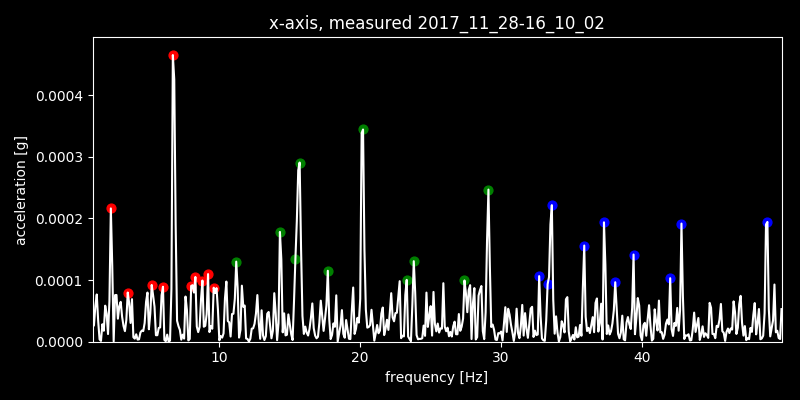 x-axis, measured 2017_11_28-16_10_02
0.0004
0.0003
0.0002
0.0001
0.0000
acceleration [g]
10 20 30 40
frequency [Hz]